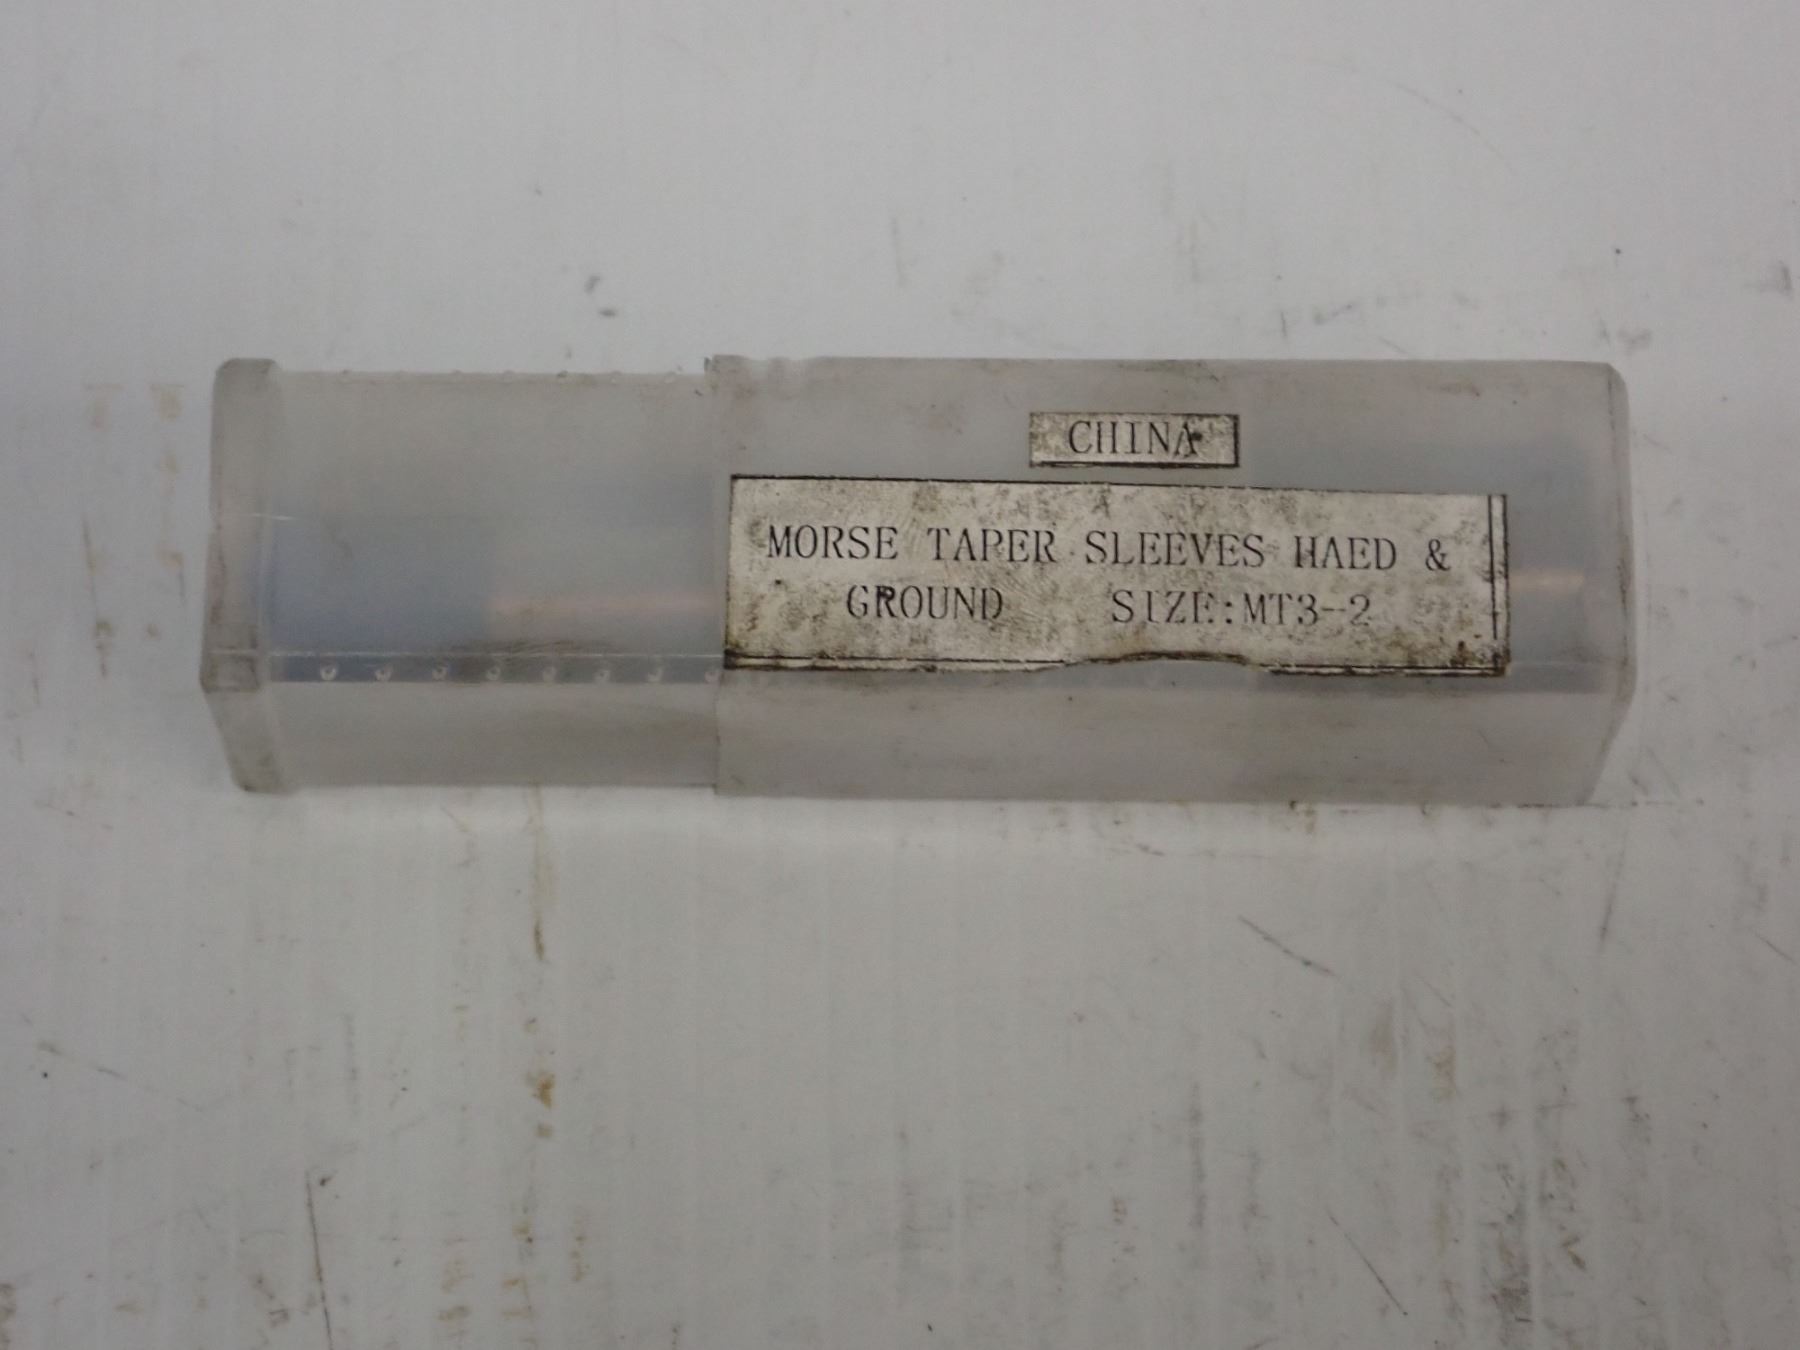 CHINA
MORSE TAPER SLEEVES HAED &
GROUND SIZE:MT3-2